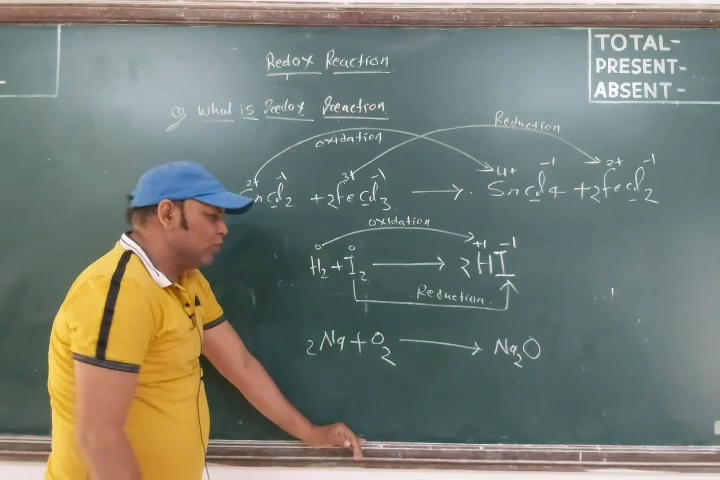 TOTAL-
PRESENT-
ABSENT-
Redox Reaction
Q What is Redox Reaction
oxidation Reduction
2+ -1 3+ -1 4+ -1 2+ -1
ncl2 + 2fecl3 → Sncl4 + 2fecl2
oxidation
0 0 +1 -1
H2 + I2 → 2HI
Reduction
2Na + O2 → Na2O